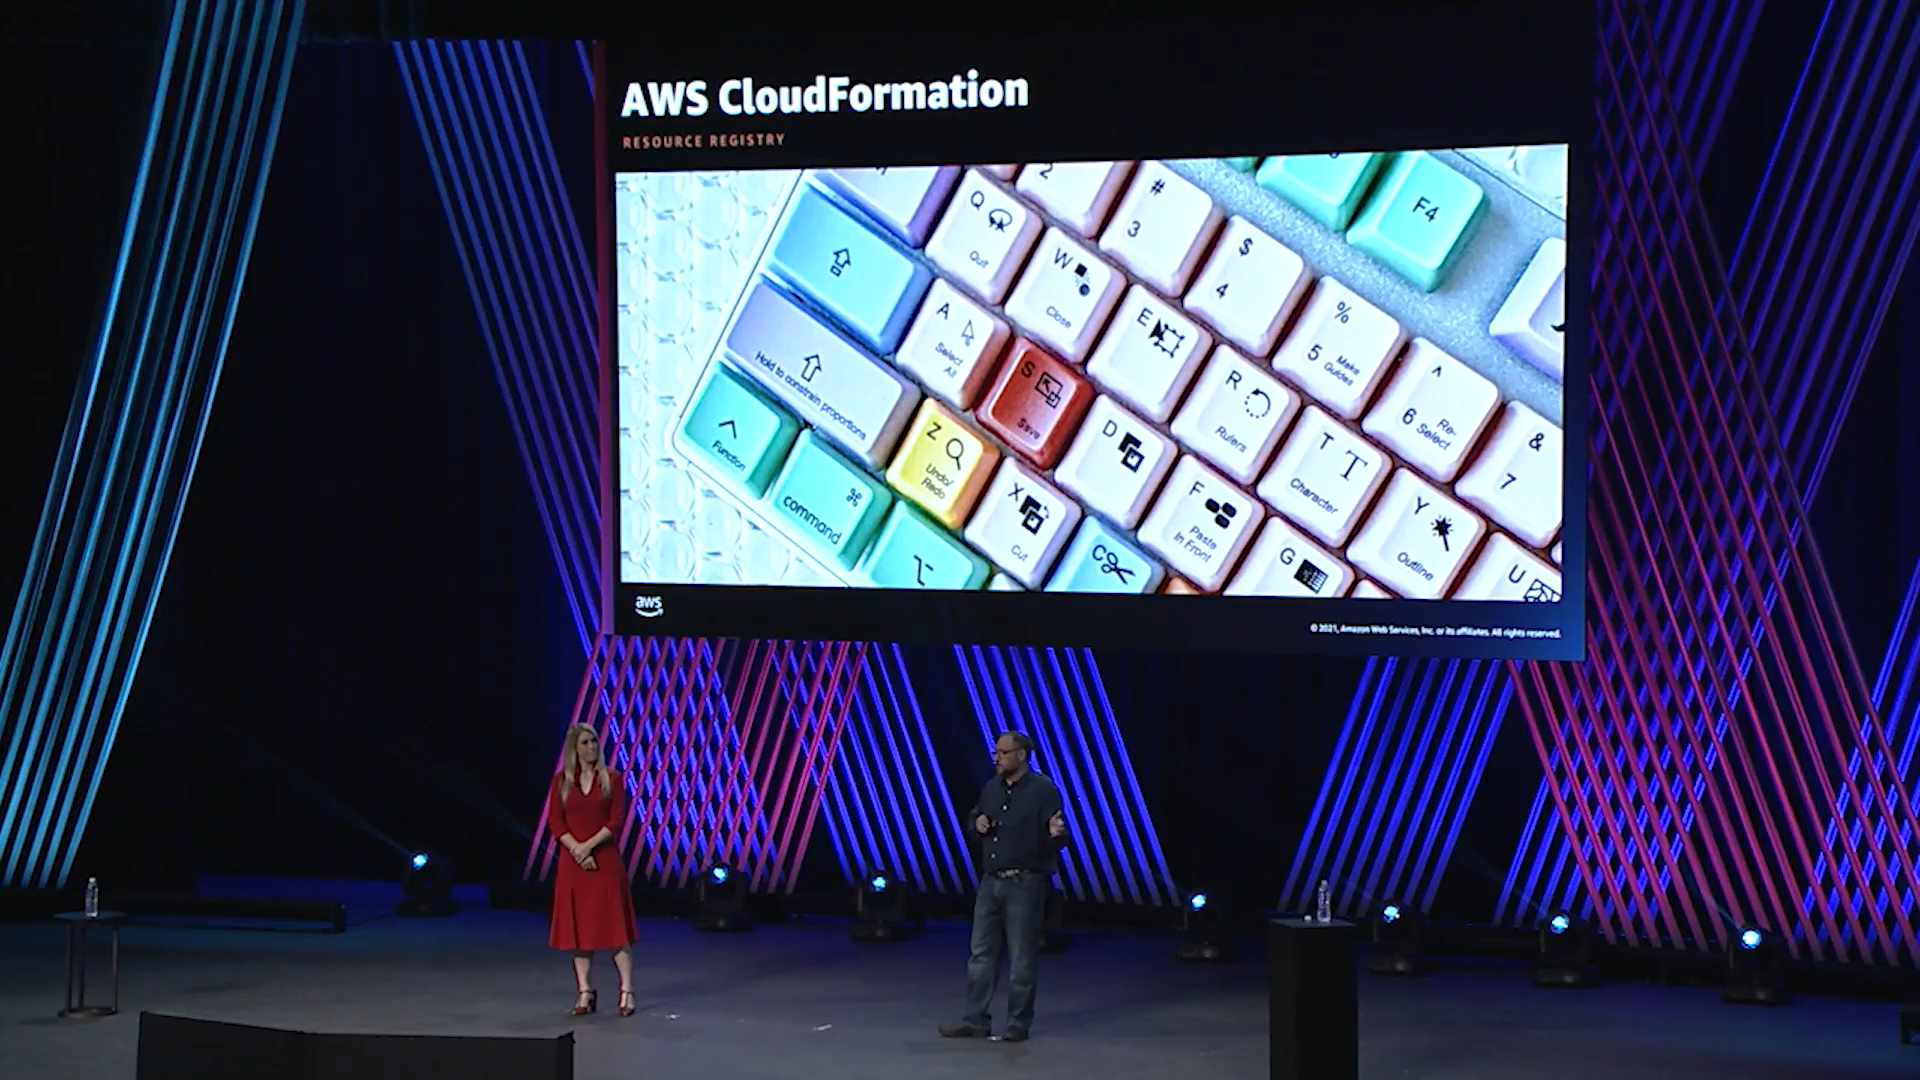 AWS CloudFormation
RESOURCE REGISTRY
2
#
3
F4
Q
Quit
$
4
W
Close
%
5 Make
Guides
A
Select
All
E
^
6 Re-
Select
Hold to constrain proportions
S
Save
R
Rulers
&
7
Function
Z
Undo/
Redo
D
T T
Character
⌘
command
X
Cut
F
Paste
In Front
Y
Outline
C
G
U
aws
© 2021, Amazon Web Services, Inc. or its affiliates. All rights reserved.